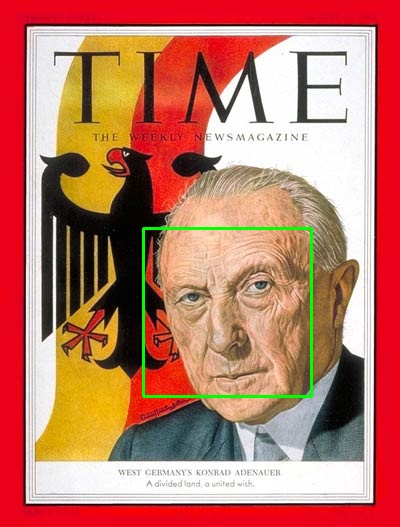 TIME
THE WEEKLY NEWSMAGAZINE
WEST GERMANY'S KONRAD ADENAUER
A divided land, a united wish.